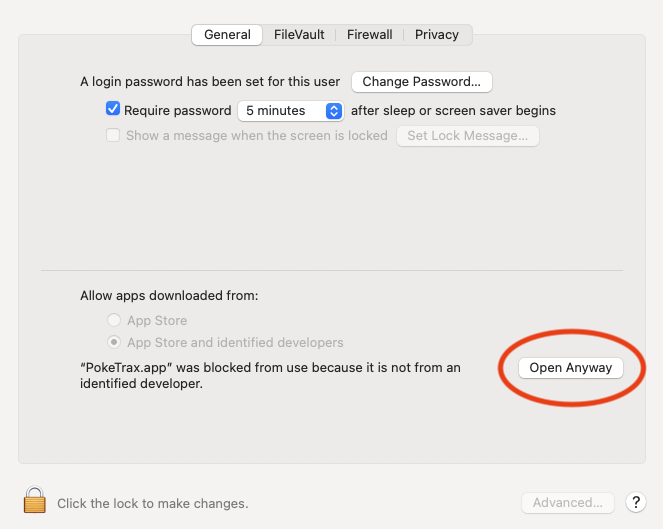 General FileVault Firewall Privacy
A login password has been set for this user Change Password...
Require password 5 minutes after sleep or screen saver begins
Show a message when the screen is locked Set Lock Message...
Allow apps downloaded from:
App Store
App Store and identified developers
“PokeTrax.app” was blocked from use because it is not from an
identified developer.
Open Anyway
Click the lock to make changes.
Advanced... ?